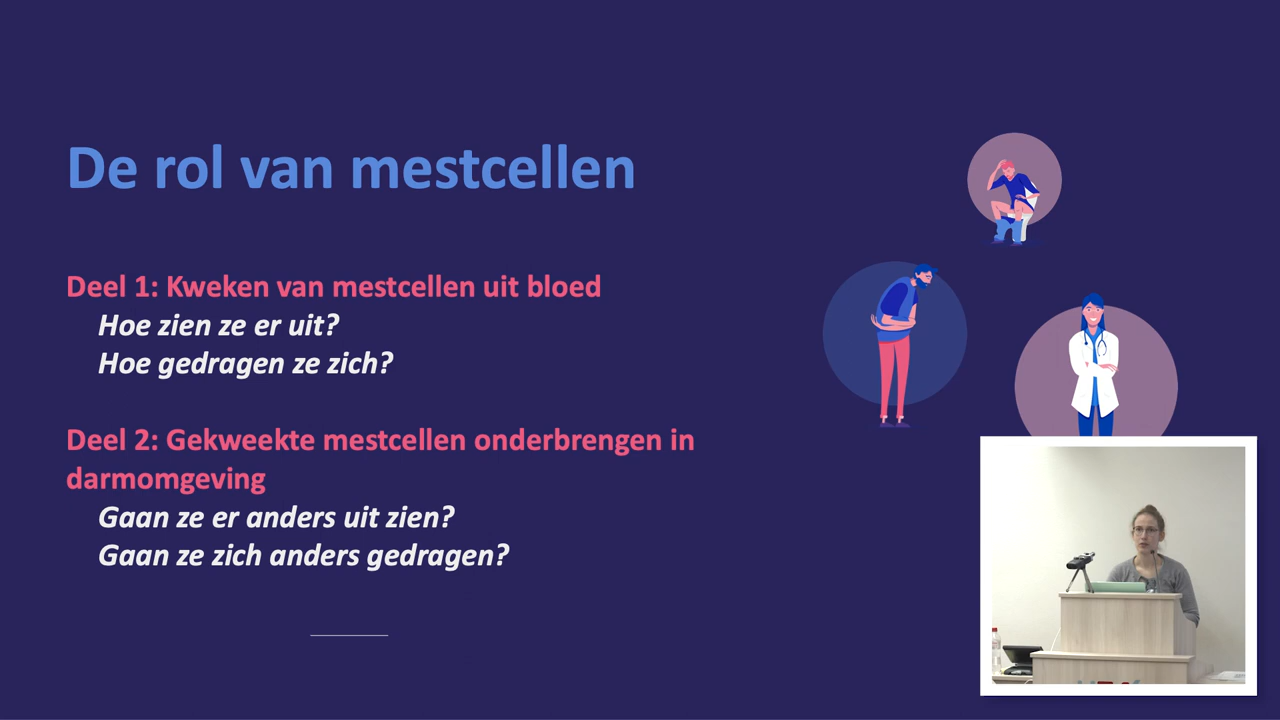 De rol van mestcellen
Deel 1: Kweken van mestcellen uit bloed
Hoe zien ze er uit?
Hoe gedragen ze zich?
Deel 2: Gekweekte mestcellen onderbrengen in
darmomgeving
Gaan ze er anders uit zien?
Gaan ze zich anders gedragen?